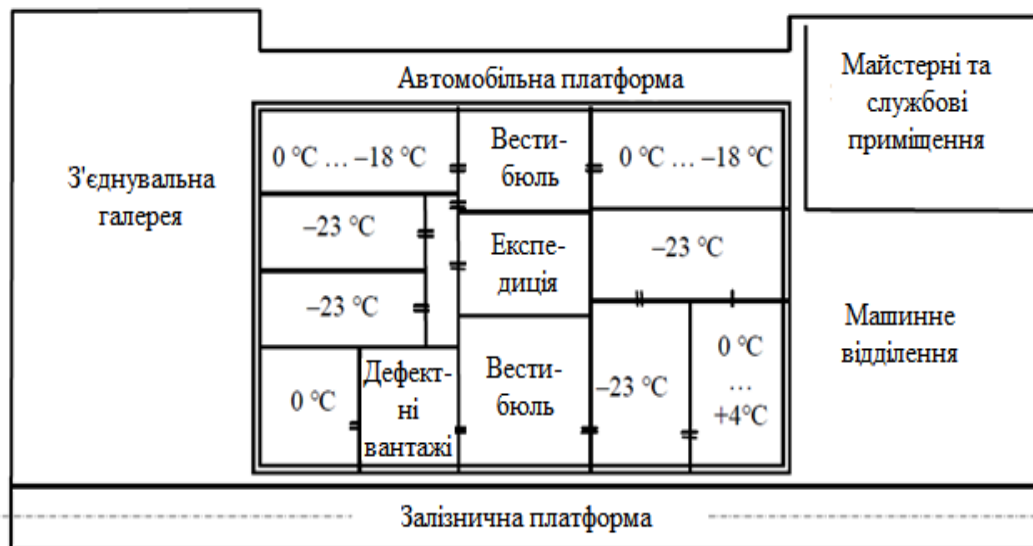 Автомобільна платформа
Майстерні та
службові
приміщення
З'єднувальна
галерея
0 °C … –18 °C
Вести-
бюль
0 °C … –18 °C
–23 °C
Експе-
диція
–23 °C
–23 °C
Машинне
відділення
0 °C
Дефект-
ні
вантажі
Вести-
бюль
–23 °C
0 °C
…
+4°C
Залізнична платформа